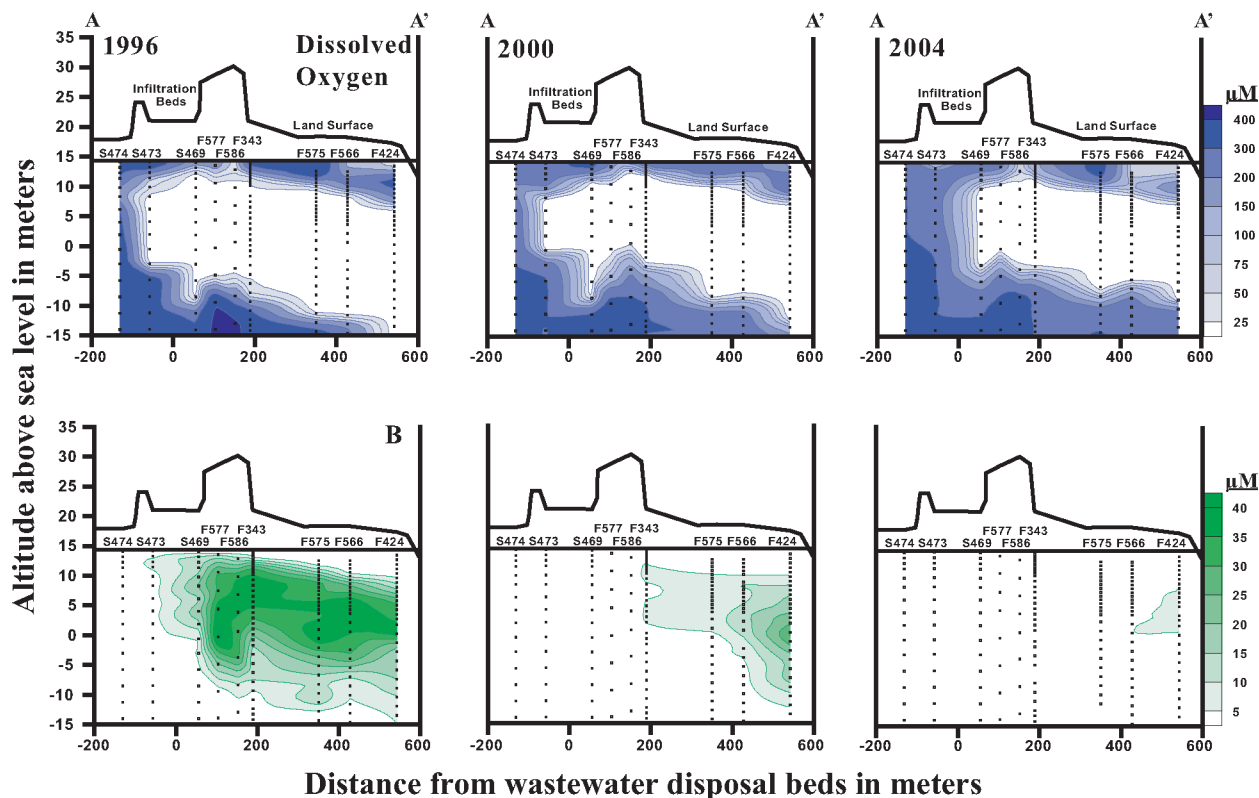 A A' A A' A A'
1996 Dissolved Oxygen
2000
2004
35
30
25
20
15
10
5
0
-5
-10
-15
Infiltration Beds
Infiltration Beds
Infiltration Beds
Land Surface
Land Surface
Land Surface
F577 F343
S474 S473 S469 F586 F575 F566 F424
F577 F343
S474 S473 S469 F586 F575 F566 F424
F577 F343
S474 S473 S469 F586 F575 F566 F424
µM
400
300
200
150
100
75
50
25
-200 0 200 400 600
-200 0 200 400 600
-200 0 200 400 600
Altitude above sea level in meters
B
35
30
25
20
15
10
5
0
-5
-10
-15
F577 F343
S474 S473 S469 F586 F575 F566 F424
F577 F343
S474 S473 S469 F586 F575 F566 F424
F577 F343
S474 S473 S469 F586 F575 F566 F424
µM
40
35
30
25
20
15
10
5
-200 0 200 400 600
-200 0 200 400 600
-200 0 200 400 600
Distance from wastewater disposal beds in meters